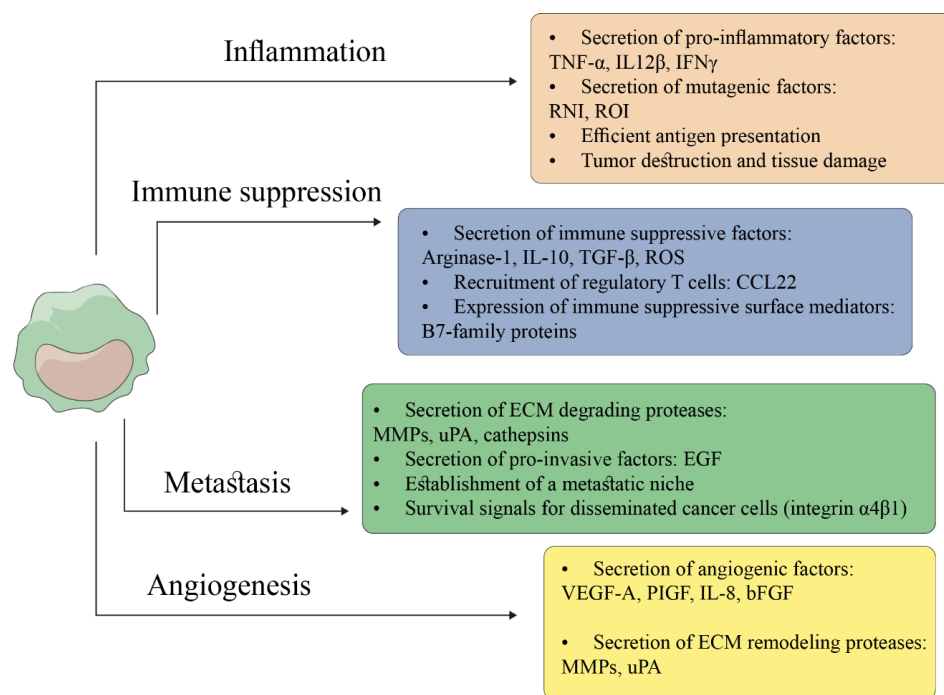 Inflammation
• Secretion of pro-inflammatory factors:
TNF-α, IL12β, IFNγ
• Secretion of mutagenic factors:
RNI, ROI
• Efficient antigen presentation
• Tumor destruction and tissue damage
Immune suppression
• Secretion of immune suppressive factors:
Arginase-1, IL-10, TGF-β, ROS
• Recruitment of regulatory T cells: CCL22
• Expression of immune suppressive surface mediators:
B7-family proteins
Metastasis
• Secretion of ECM degrading proteases:
MMPs, uPA, cathepsins
• Secretion of pro-invasive factors: EGF
• Establishment of a metastatic niche
• Survival signals for disseminated cancer cells (integrin α4β1)
Angiogenesis
• Secretion of angiogenic factors:
VEGF-A, PIGF, IL-8, bFGF
• Secretion of ECM remodeling proteases:
MMPs, uPA